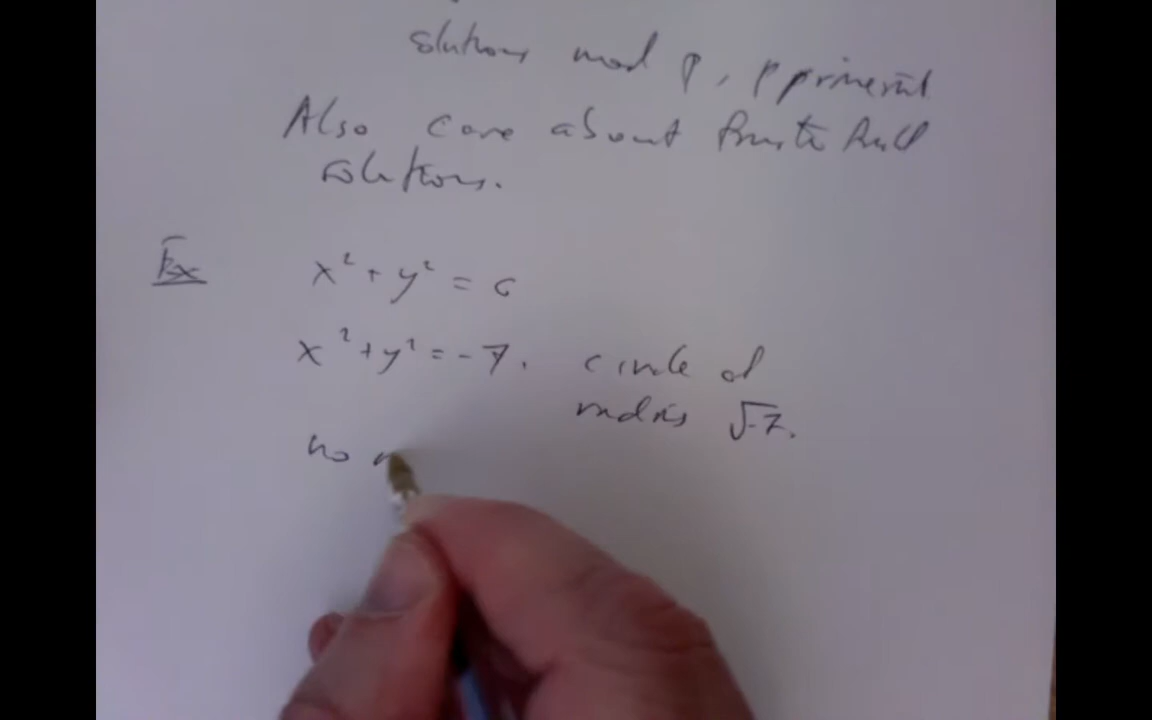 solutions mod p, p prime
Also care about finite field
solutions.
Ex x² + y² = 6
x² + y² = -7. circle of
radius √-7.
no